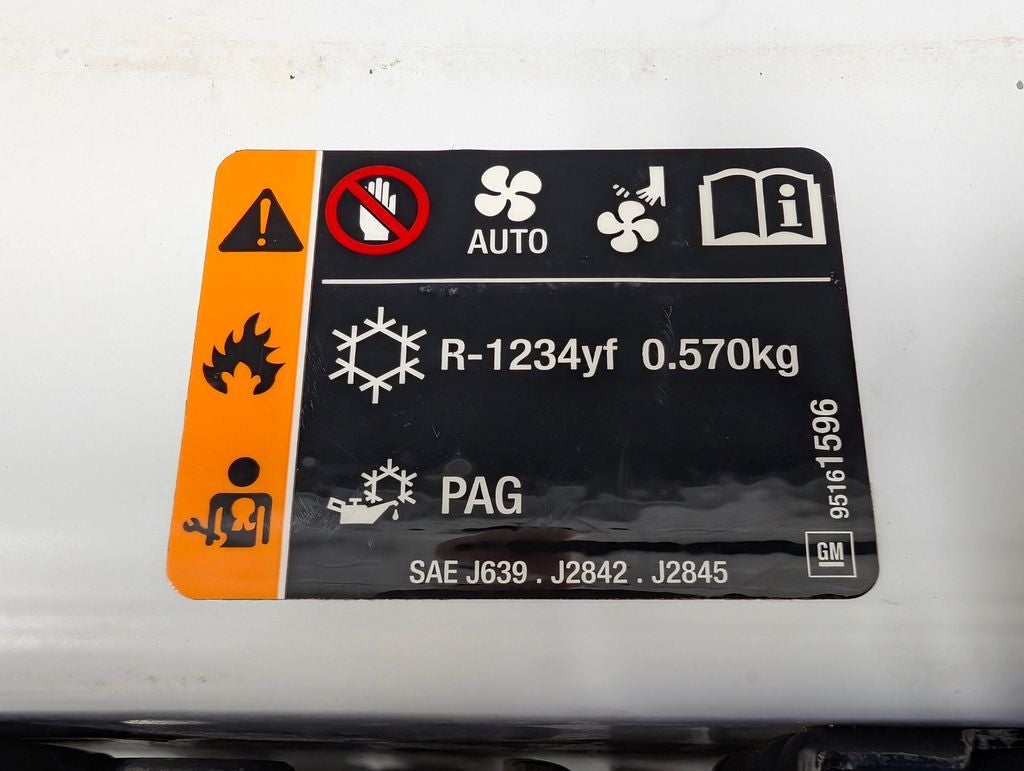 AUTO
i
R-1234yf 0.570kg
PAG
SAE J639 . J2842 . J2845
95161596
GM